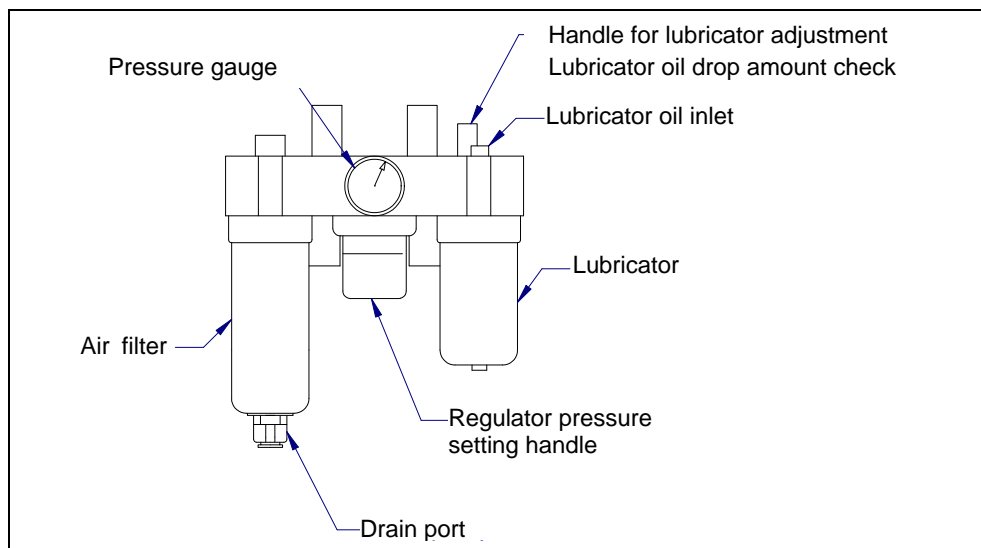 Handle for lubricator adjustment
Lubricator oil drop amount check
Pressure gauge
Lubricator oil inlet
Lubricator
Air filter
Regulator pressure
setting handle
Drain port